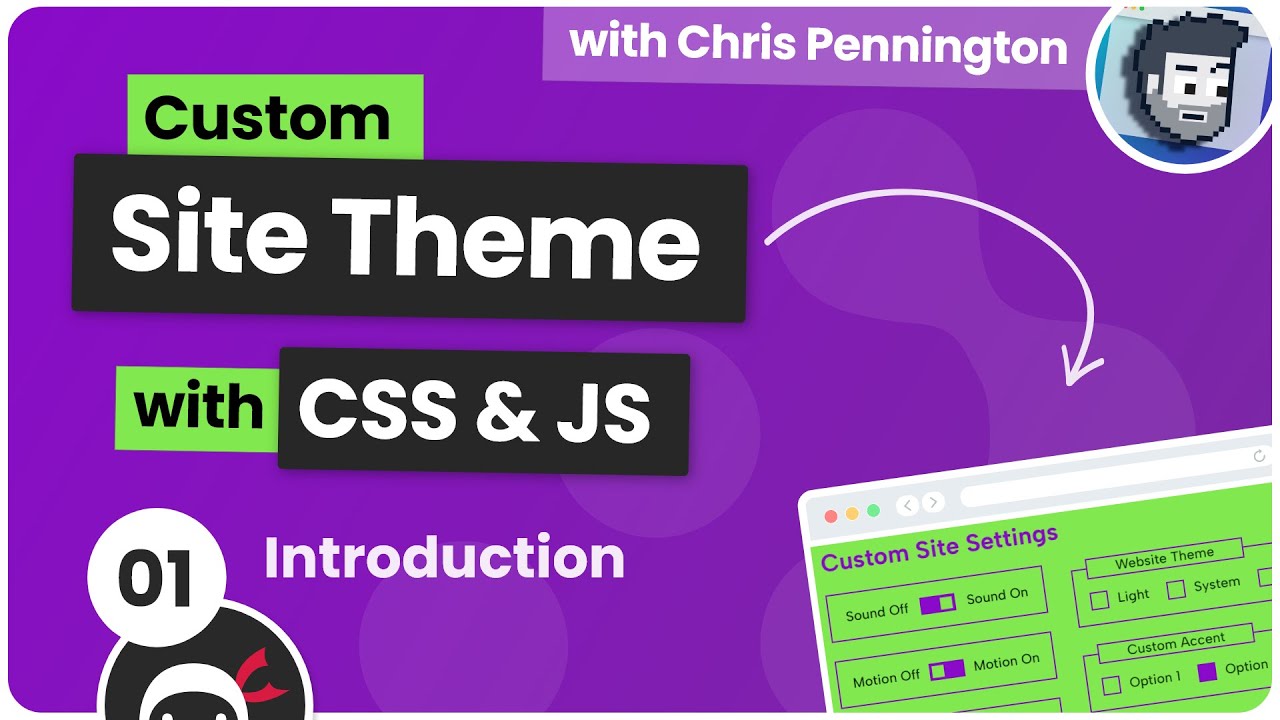 with Chris Pennington
Custom
Site Theme
with CSS & JS
01
Introduction
Custom Site Settings
Sound Off Sound On
Motion Off Motion On
Website Theme
Light System
Custom Accent
Option 1 Option